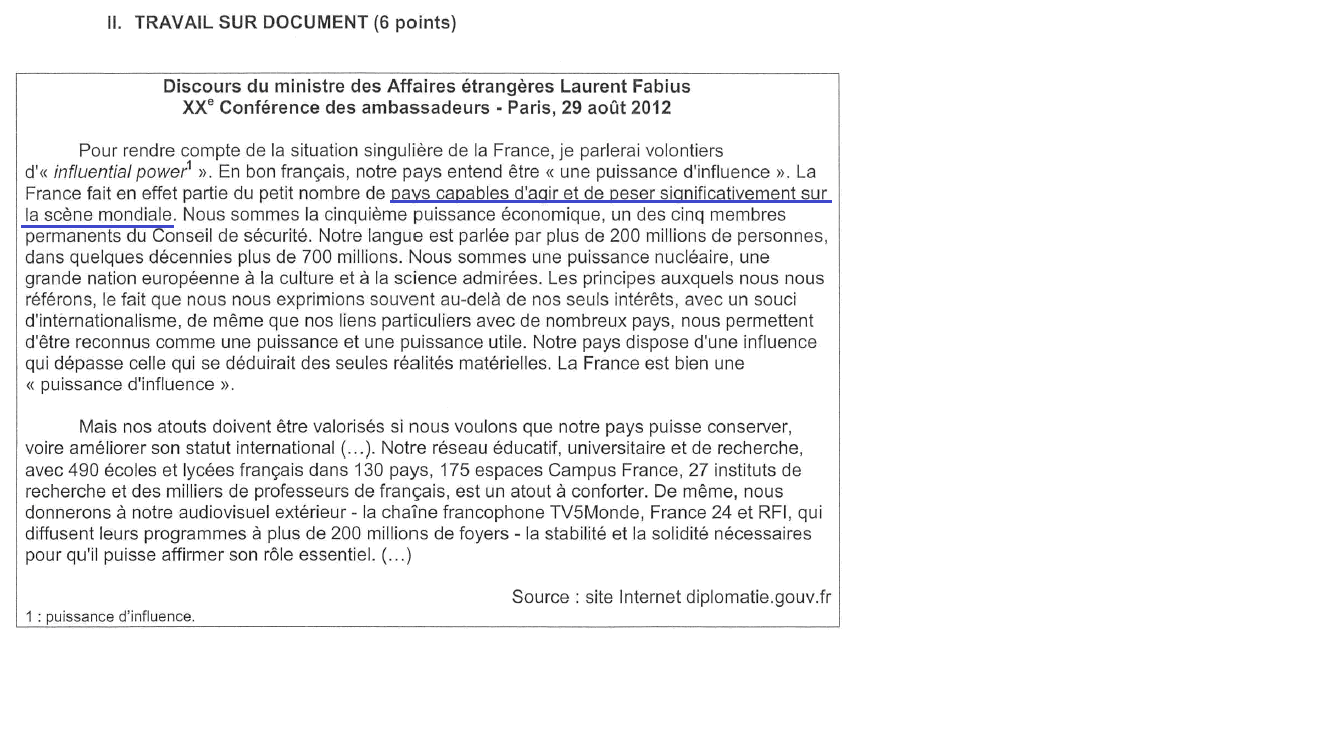 II. TRAVAIL SUR DOCUMENT (6 points)
Discours du ministre des Affaires étrangères Laurent Fabius
XXe Conférence des ambassadeurs - Paris, 29 août 2012
Pour rendre compte de la situation singulière de la France, je parlerai volontiers
d'« influential power1 ». En bon français, notre pays entend être « une puissance d'influence ». La
France fait en effet partie du petit nombre de pays capables d'agir et de peser significativement sur
la scène mondiale. Nous sommes la cinquième puissance économique, un des cinq membres
permanents du Conseil de sécurité. Notre langue est parlée par plus de 200 millions de personnes,
dans quelques décennies plus de 700 millions. Nous sommes une puissance nucléaire, une
grande nation européenne à la culture et à la science admirées. Les principes auxquels nous nous
référons, le fait que nous nous exprimions souvent au-delà de nos seuls intérêts, avec un souci
d'internationalisme, de même que nos liens particuliers avec de nombreux pays, nous permettent
d'être reconnus comme une puissance et une puissance utile. Notre pays dispose d'une influence
qui dépasse celle qui se déduirait des seules réalités matérielles. La France est bien une
« puissance d'influence ».
Mais nos atouts doivent être valorisés si nous voulons que notre pays puisse conserver,
voire améliorer son statut international (...). Notre réseau éducatif, universitaire et de recherche,
avec 490 écoles et lycées français dans 130 pays, 175 espaces Campus France, 27 instituts de
recherche et des milliers de professeurs de français, est un atout à conforter. De même, nous
donnerons à notre audiovisuel extérieur - la chaîne francophone TV5Monde, France 24 et RFI, qui
diffusent leurs programmes à plus de 200 millions de foyers - la stabilité et la solidité nécessaires
pour qu'il puisse affirmer son rôle essentiel. (...)
Source : site Internet diplomatie.gouv.fr
1 : puissance d'influence.